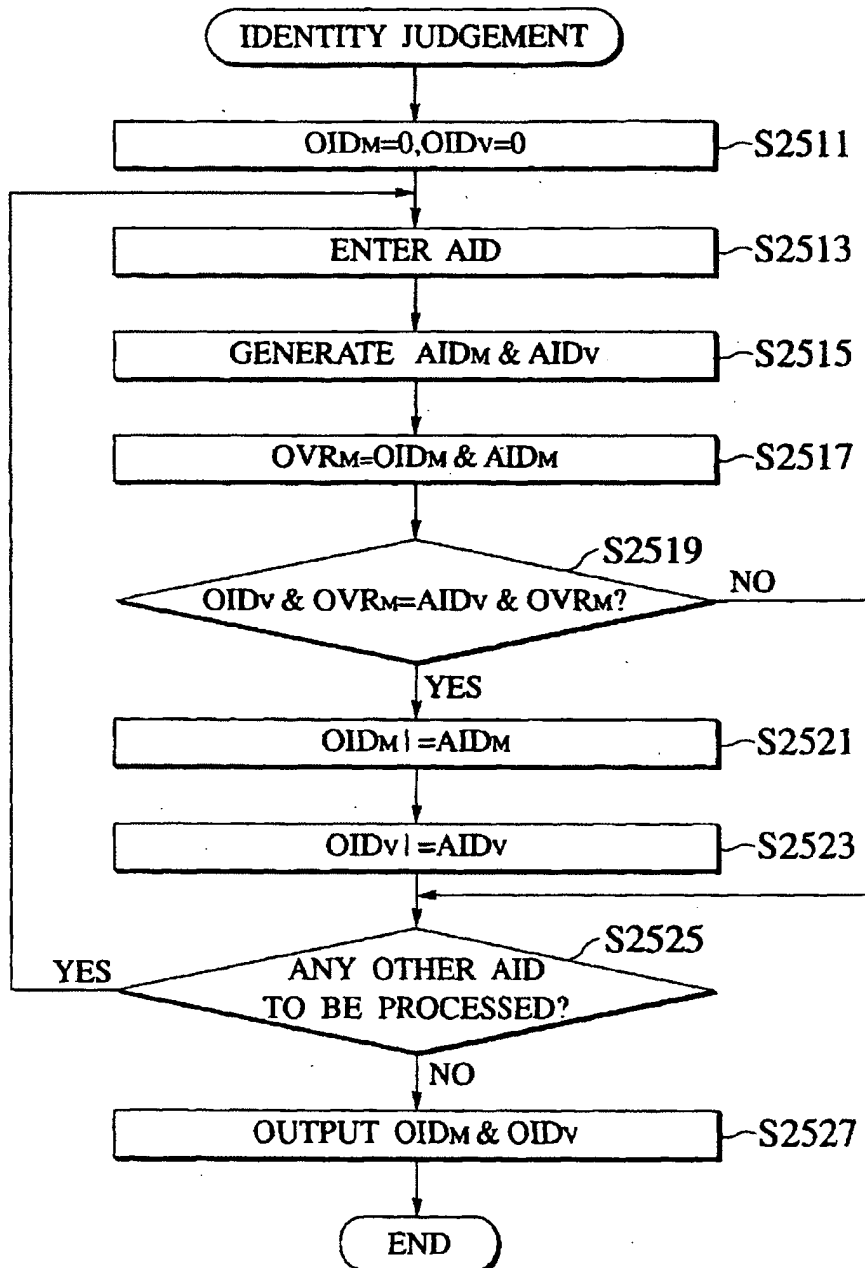 IDENTITY JUDGEMENT
OIDM=0,OIDV=0
S2511
ENTER AID
S2513
GENERATE AIDM & AIDV
S2515
OVRM=OIDM & AIDM
S2517
S2519
OIDV & OVRM=AIDV & OVRM?
NO
YES
OIDM|=AIDM
S2521
OIDV|=AIDV
S2523
S2525
YES
ANY OTHER AID
TO BE PROCESSED?
NO
OUTPUT OIDM & OIDV
S2527
END